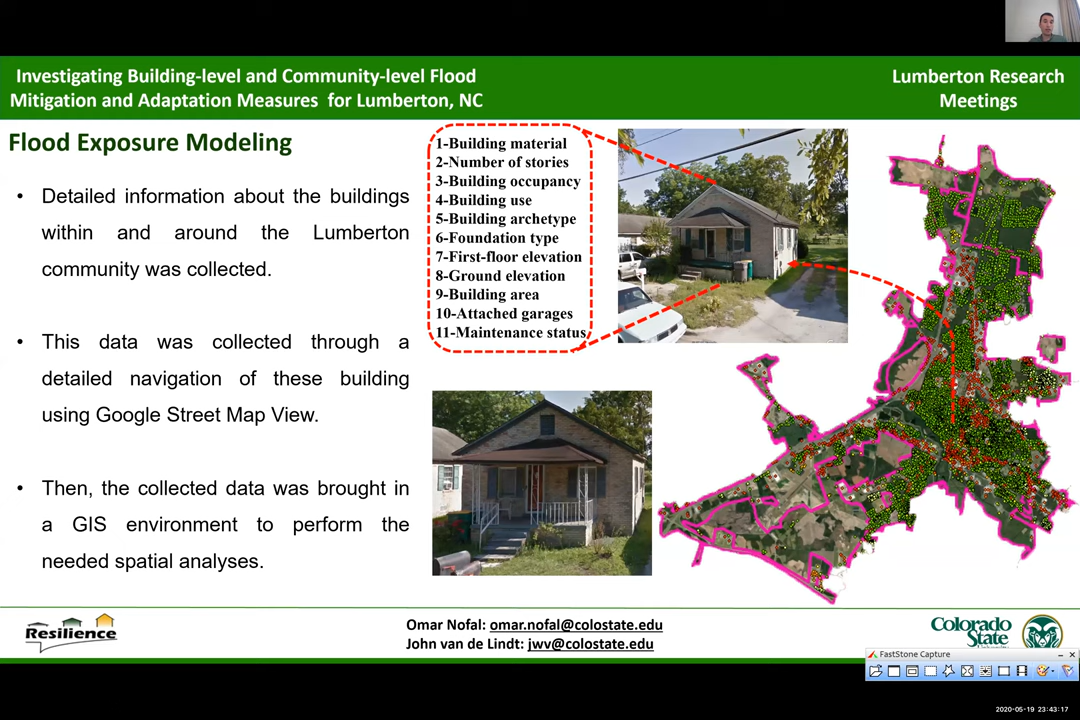 Investigating Building-level and Community-level Flood
Mitigation and Adaptation Measures for Lumberton, NC
Lumberton Research
Meetings
Flood Exposure Modeling
• Detailed information about the buildings
within and around the Lumberton
community was collected.
• This data was collected through a
detailed navigation of these building
using Google Street Map View.
• Then, the collected data was brought in
a GIS environment to perform the
needed spatial analyses.
1-Building material
2-Number of stories
3-Building occupancy
4-Building use
5-Building archetype
6-Foundation type
7-First-floor elevation
8-Ground elevation
9-Building area
10-Attached garages
11-Maintenance status
Resilience
Omar Nofal: omar.nofal@colostate.edu
John van de Lindt: jwv@colostate.edu
Colorado
State
FastStone Capture
2020-05-19 23:43:17